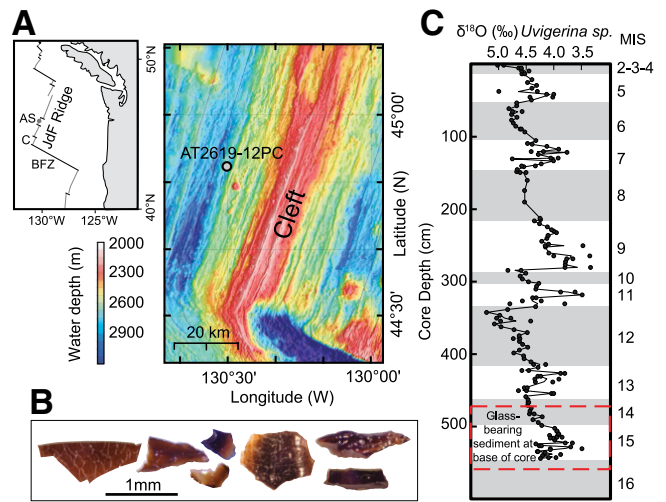 A
50°N
40°N
AS
C
JdF Ridge
BFZ
130°W
125°W
Water depth (m)
2000
2300
2600
2900
AT2619-12PC
Cleft
20 km
45°00'
44°30'
Latitude (N)
130°30'
130°00'
Longitude (W)
B
1mm
C
δ18O (‰) Uvigerina sp.
5.0 4.5 4.0 3.5
MIS
Core Depth (cm)
100
200
300
400
500
2-3-4
5
6
7
8
9
10
11
12
13
14
15
16
Glass-
bearing
sediment at
base of core